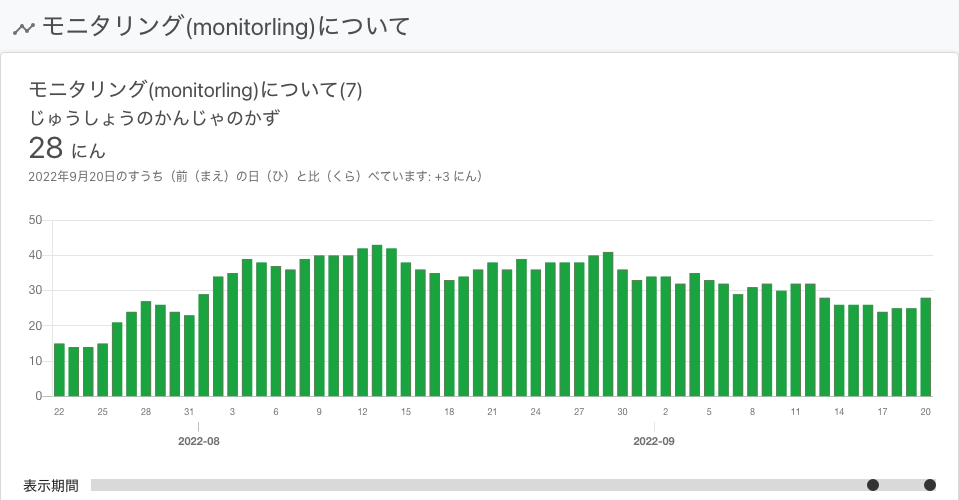 モニタリング(monitorling)について
モニタリング(monitorling)について(7)
じゅうしょうのかんじゃのかず
28 にん
2022年9月20日のすうち（前（まえ）の日（ひ）と比（くら）べています: +3 にん）
50
40
30
20
10
0
22 25 28 31 3 6 9 12 15 18 21 24 27 30 2 5 8 11 14 17 20
2022-08 2022-09
表示期間